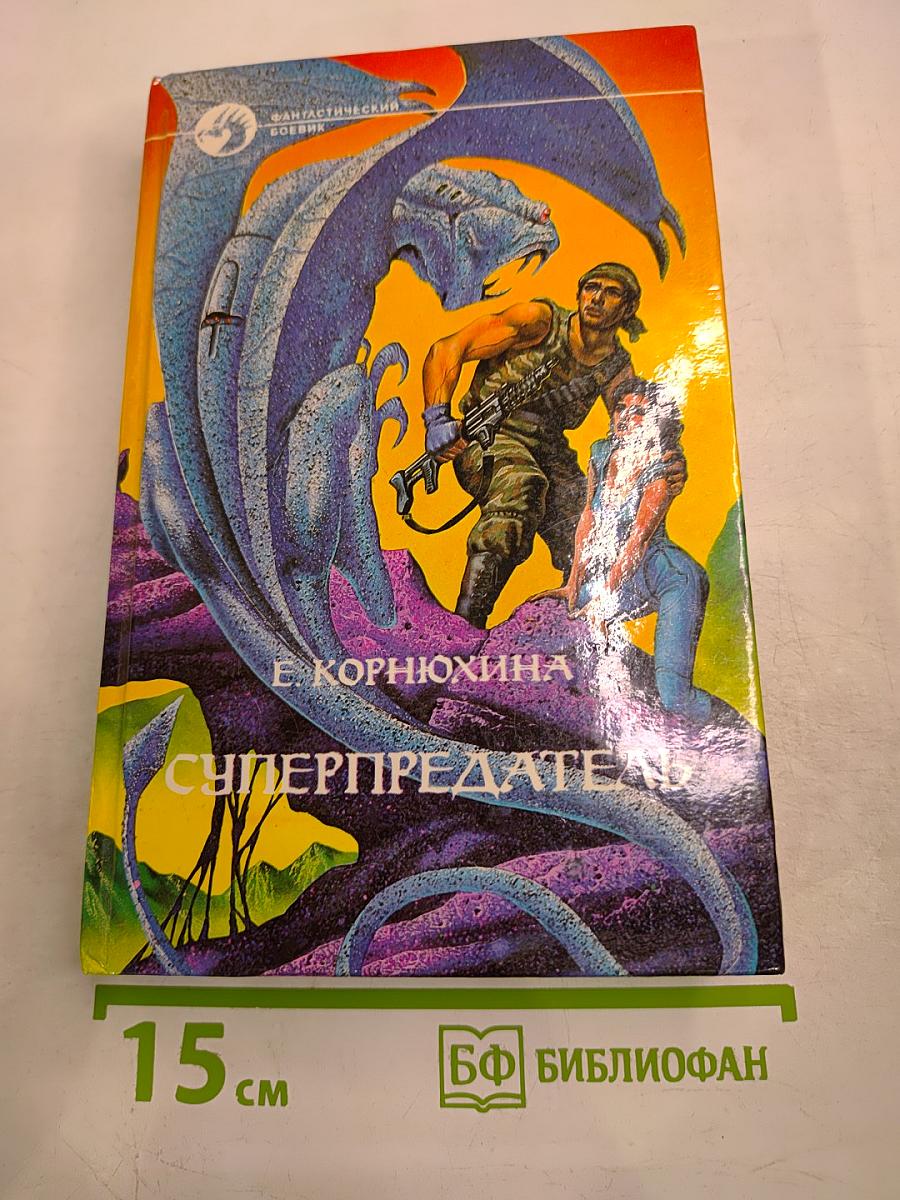 ФАНТАСТИЧЕСКИЙ
БОЕВИК
Е. КОРНЮХИНА
СУПЕРПРЕДАТЕЛЬ
15 см
БФ БИБЛИОФАН